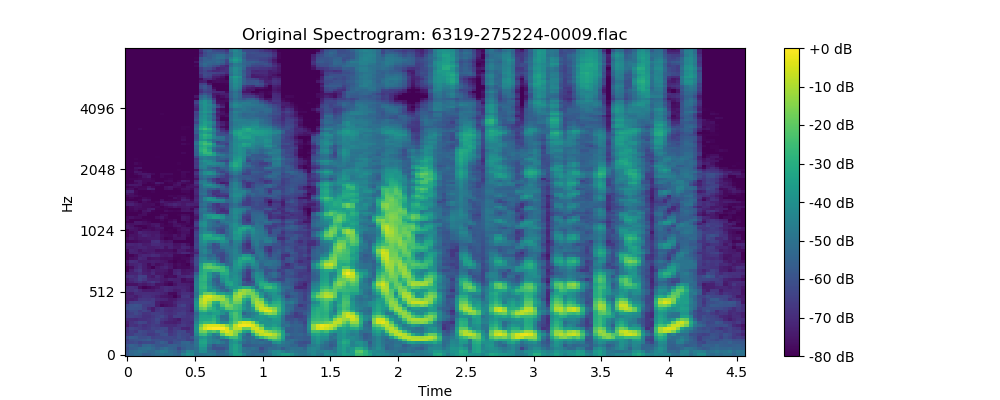 Original Spectrogram: 6319-275224-0009.flac
Hz
4096
2048
1024
512
0
0 0.5 1 1.5 2 2.5 3 3.5 4 4.5
Time
+0 dB
-10 dB
-20 dB
-30 dB
-40 dB
-50 dB
-60 dB
-70 dB
-80 dB